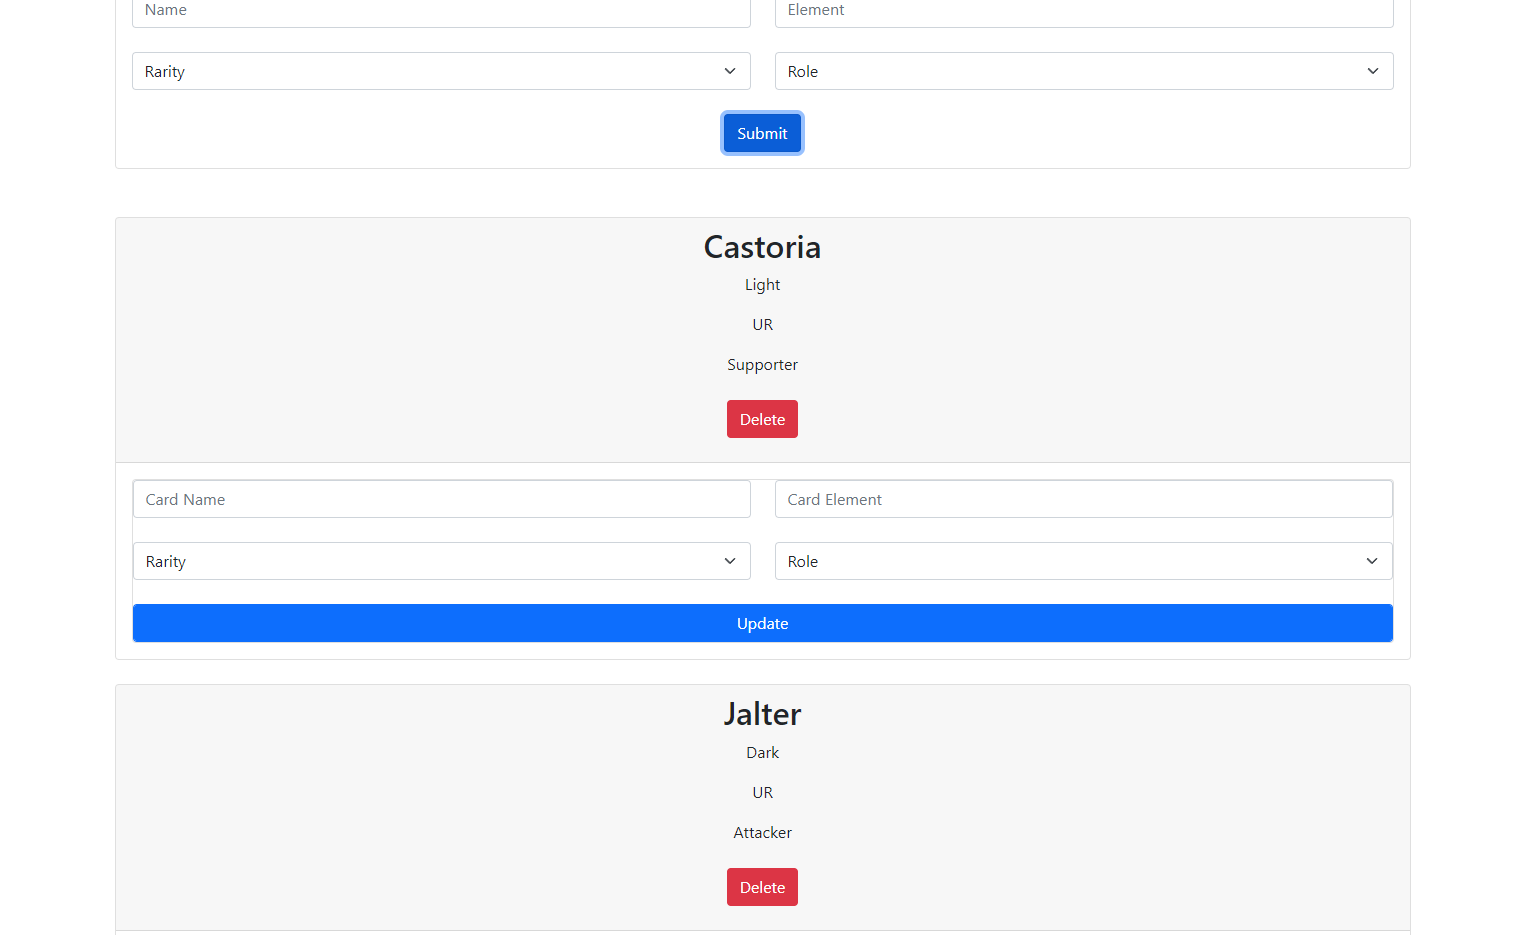 Name
Element
Rarity
Role
Submit
Castoria
Light
UR
Supporter
Delete
Card Name
Card Element
Rarity
Role
Update
Jalter
Dark
UR
Attacker
Delete